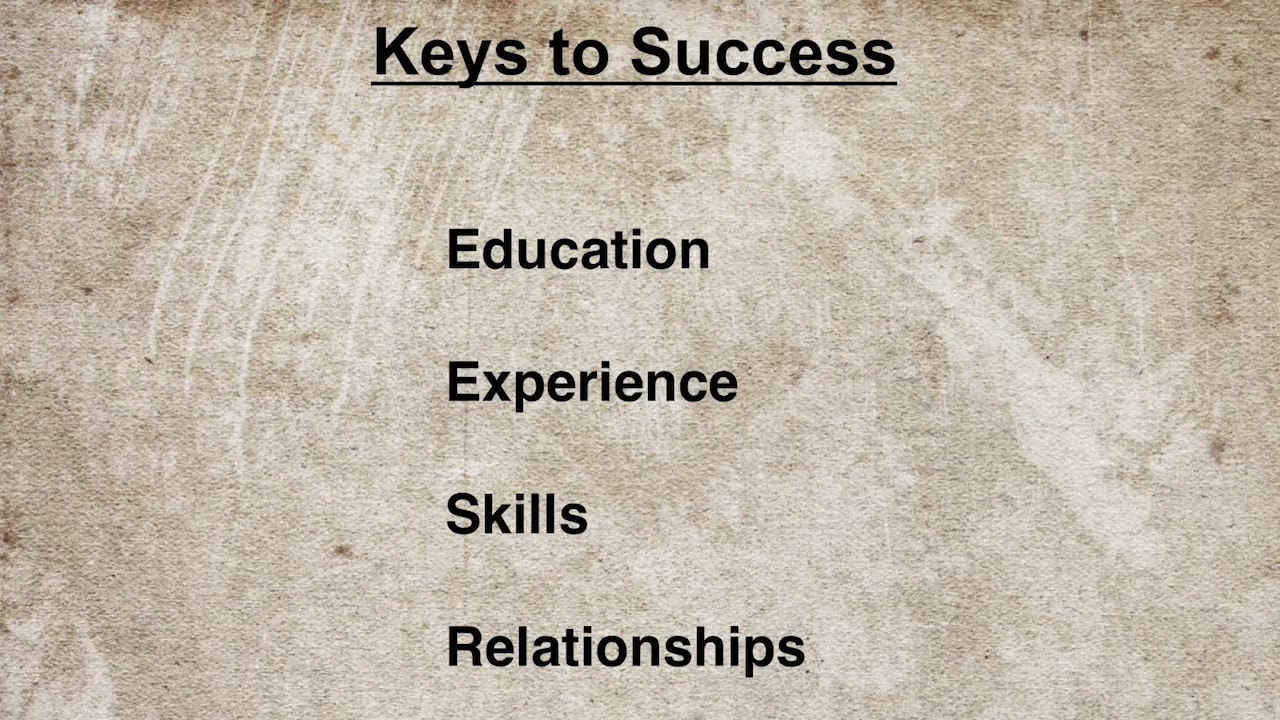 Keys to Success
Education
Experience
Skills
Relationships